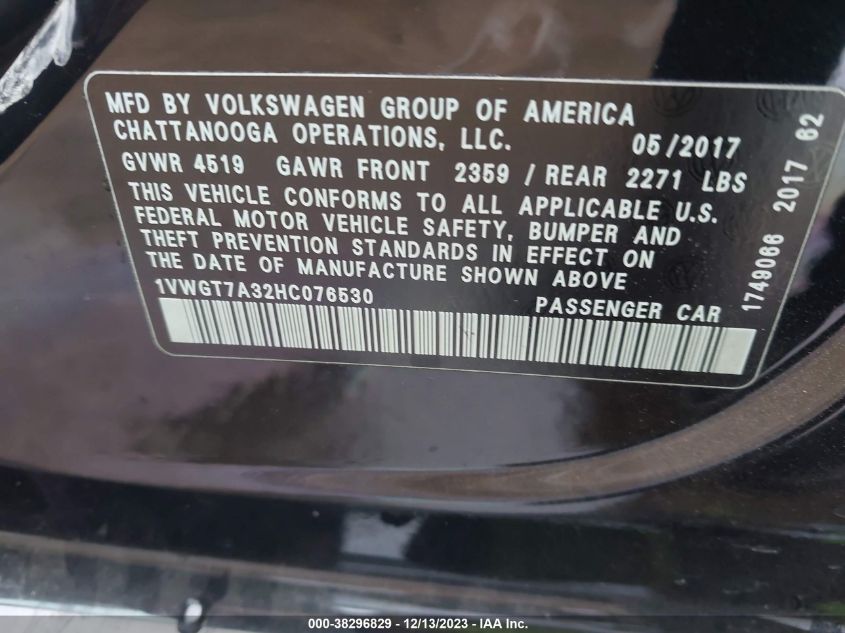 MFD BY VOLKSWAGEN GROUP OF AMERICA
CHATTANOOGA OPERATIONS, LLC. 05/2017
GVWR 4519 GAWR FRONT 2359 / REAR 2271 LBS
THIS VEHICLE CONFORMS TO ALL APPLICABLE U.S.
FEDERAL MOTOR VEHICLE SAFETY, BUMPER AND
THEFT PREVENTION STANDARDS IN EFFECT ON
THE DATE OF MANUFACTURE SHOWN ABOVE
1VWGT7A32HC076530 PASSENGER CAR
1749066 2017 62
000-38296829 - 12/13/2023 - IAA Inc.